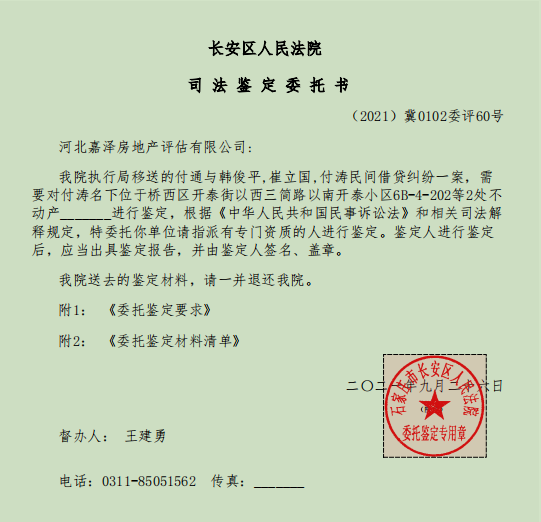 长安区人民法院
司 法 鉴 定 委 托 书
（2021）冀0102委评60号
河北嘉泽房地产评估有限公司：
我院执行局移送的付通与韩俊平,崔立国,付涛民间借贷纠纷一案，需
要对付涛名下位于桥西区开泰街以西三简路以南开泰小区6B-4-202等2处不
动产_______进行鉴定，根据《中华人民共和国民事诉讼法》和相关司法解
释规定，特委托你单位请指派有专门资质的人进行鉴定。鉴定人进行鉴定
后，应当出具鉴定报告，并由鉴定人签名、盖章。
我院送去的鉴定材料，请一并退还我院。
附1： 《委托鉴定要求》
附2： 《委托鉴定材料清单》
二〇二一年九月二 六日
石家庄市长安区人民法院
委托鉴定专用章
督办人： 王建勇
电话：0311-85051562 传真：_______